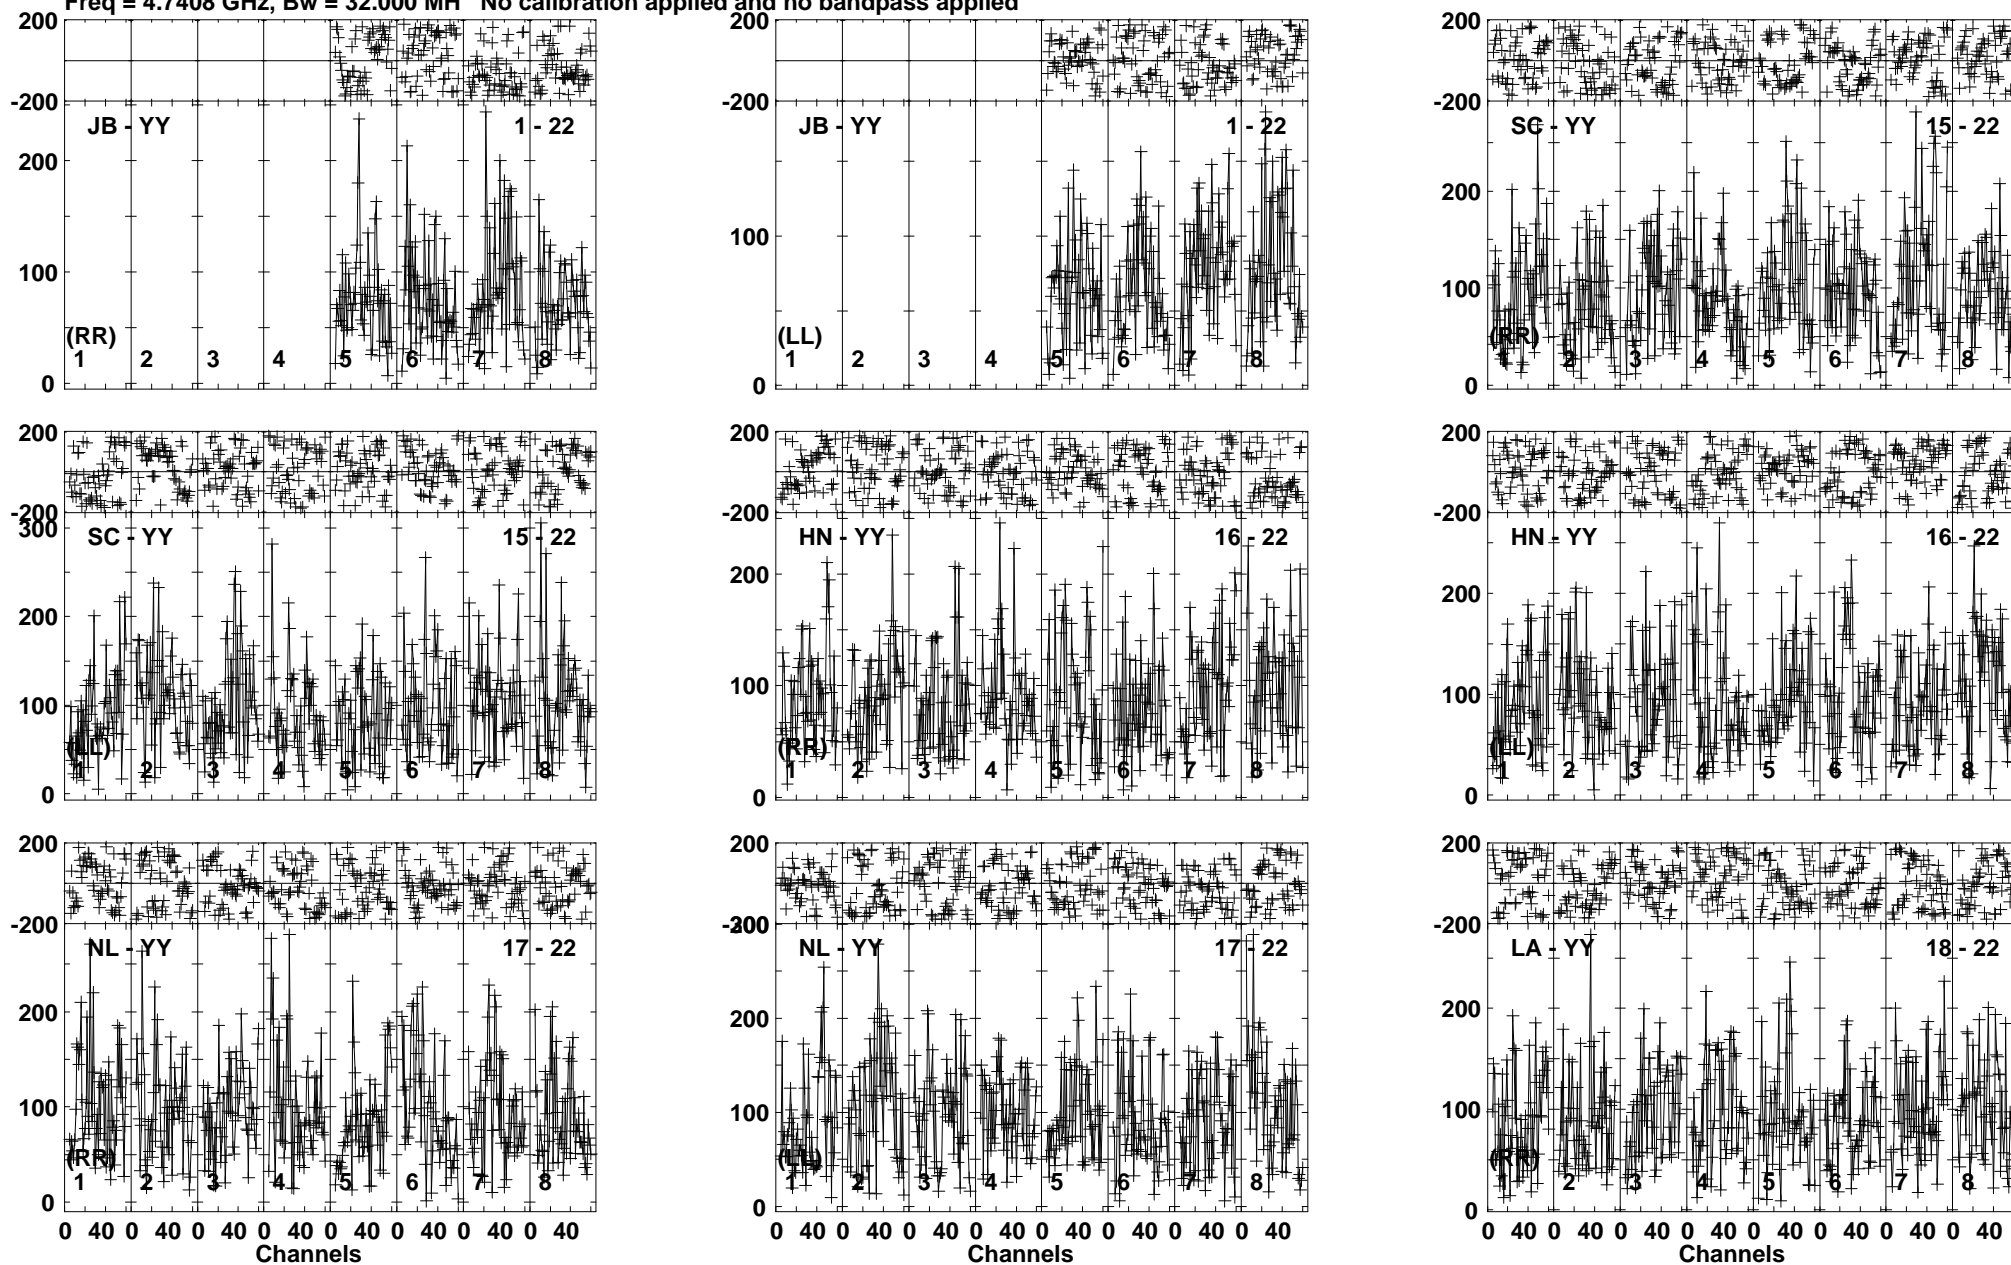 Freq = 4.7408 GHz, Bw = 32.000 MH No calibration applied and no bandpass applied
200 200 200
-200 -200 -200
JB - YY 1 - 22 JB - YY 1 - 22 SC - YY 15 - 22
200 200
100 100 100
(RR) (LL) (RR)
1 2 3 4 5 6 7 8 1 2 3 4 5 6 7 8 1 2 3 4 5 6 7 8
0 0 0
200 200 200
-200 -200 -200
300
SC - YY 15 - 22 HN - YY 16 - 22 HN - YY 16 - 22
200 200 200
100 100 100
(LL) (RR) (LL)
1 2 3 4 5 6 7 8 1 2 3 4 5 6 7 8 1 2 3 4 5 6 7 8
0 0 0
200 200 200
-200 -200 -200
300
NL - YY 17 - 22 NL - YY 17 - 22 LA - YY 18 - 22
200 200 200
100 100 100
(RR) (LL) (RR)
1 2 3 4 5 6 7 8 1 2 3 4 5 6 7 8 1 2 3 4 5 6 7 8
0 0 0
0 40 0 40 0 40 0 40 0 40 0 40 0 40 0 40 0 40 0 40 0 40 0 40 0 40 0 40 0 40 0 40 0 40 0 40 0 40 0 40 0 40 0 40 0 40 0 40
Channels Channels Channels